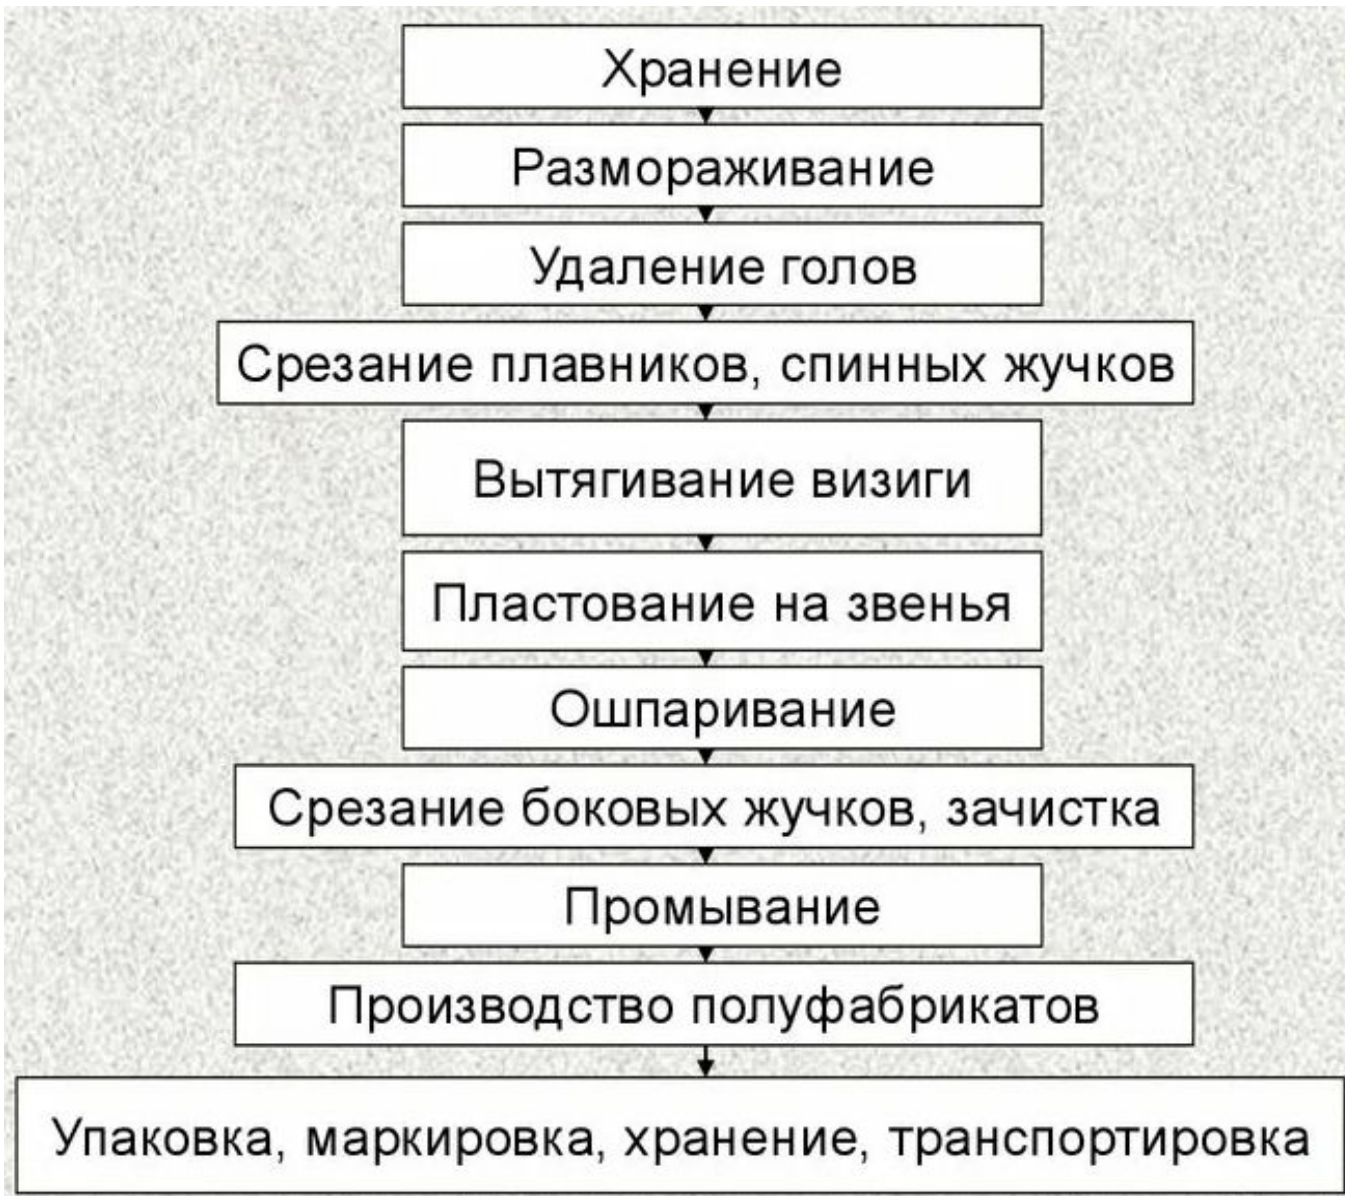 Хранение
Размораживание
Удаление голов
Срезание плавников, спинных жучков
Вытягивание визиги
Пластование на звенья
Ошпаривание
Срезание боковых жучков, зачистка
Промывание
Производство полуфабрикатов
Упаковка, маркировка, хранение, транспортировка